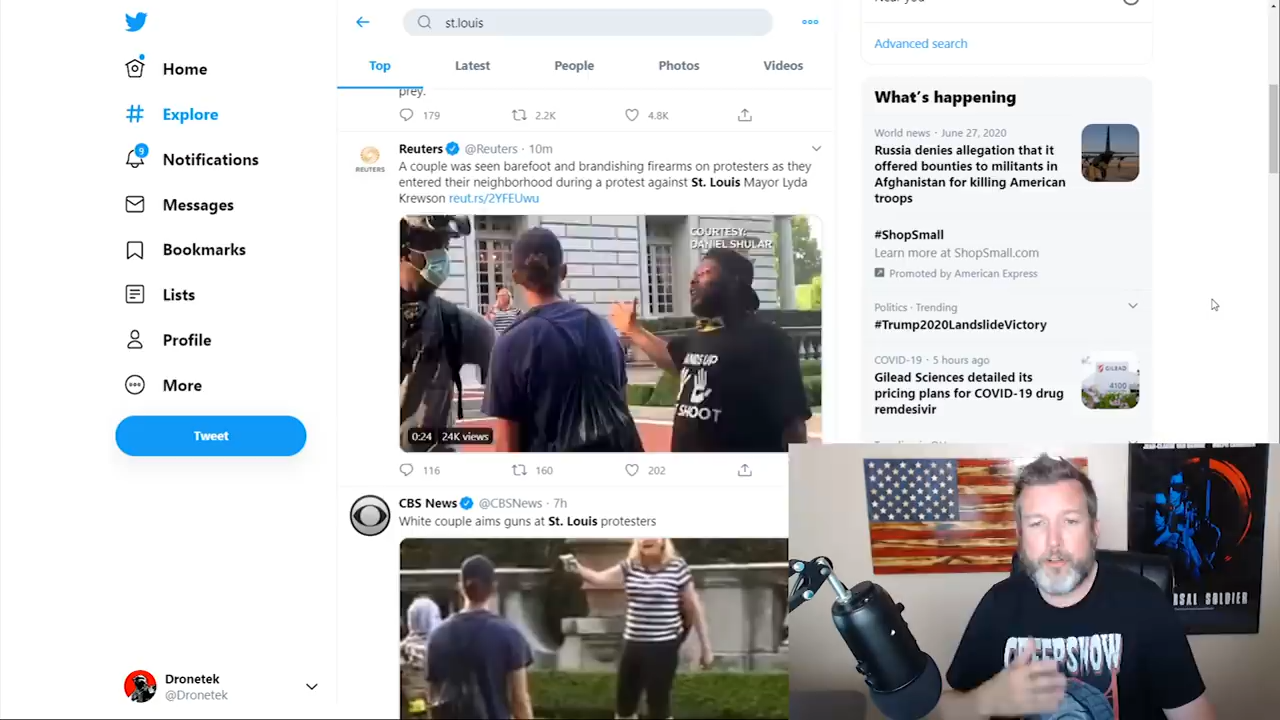 Home
Explore
9
Notifications
Messages
Bookmarks
Lists
Profile
More
Tweet
Dronetek
@Dronetek
st.louis
Top
Latest
People
Photos
Videos
prey.
179
2.2K
4.8K
REUTERS
Reuters @Reuters · 10m
A couple was seen barefoot and brandishing firearms on protesters as they
entered their neighborhood during a protest against St. Louis Mayor Lyda
Krewson reut.rs/2YFEUwu
COURTESY:
DANIEL SHULAR
SHOOT
0:24
24K views
116
160
202
CBS News @CBSNews · 7h
White couple aims guns at St. Louis protesters
Advanced search
What's happening
World news · June 27, 2020
Russia denies allegation that it
offered bounties to militants in
Afghanistan for killing American
troops
#ShopSmall
Learn more at ShopSmall.com
Promoted by American Express
Politics · Trending
#Trump2020LandslideVictory
COVID-19 · 5 hours ago
Gilead Sciences detailed its
pricing plans for COVID-19 drug
remdesivir
GILEAD
CREEPSHOW
SOLDIER